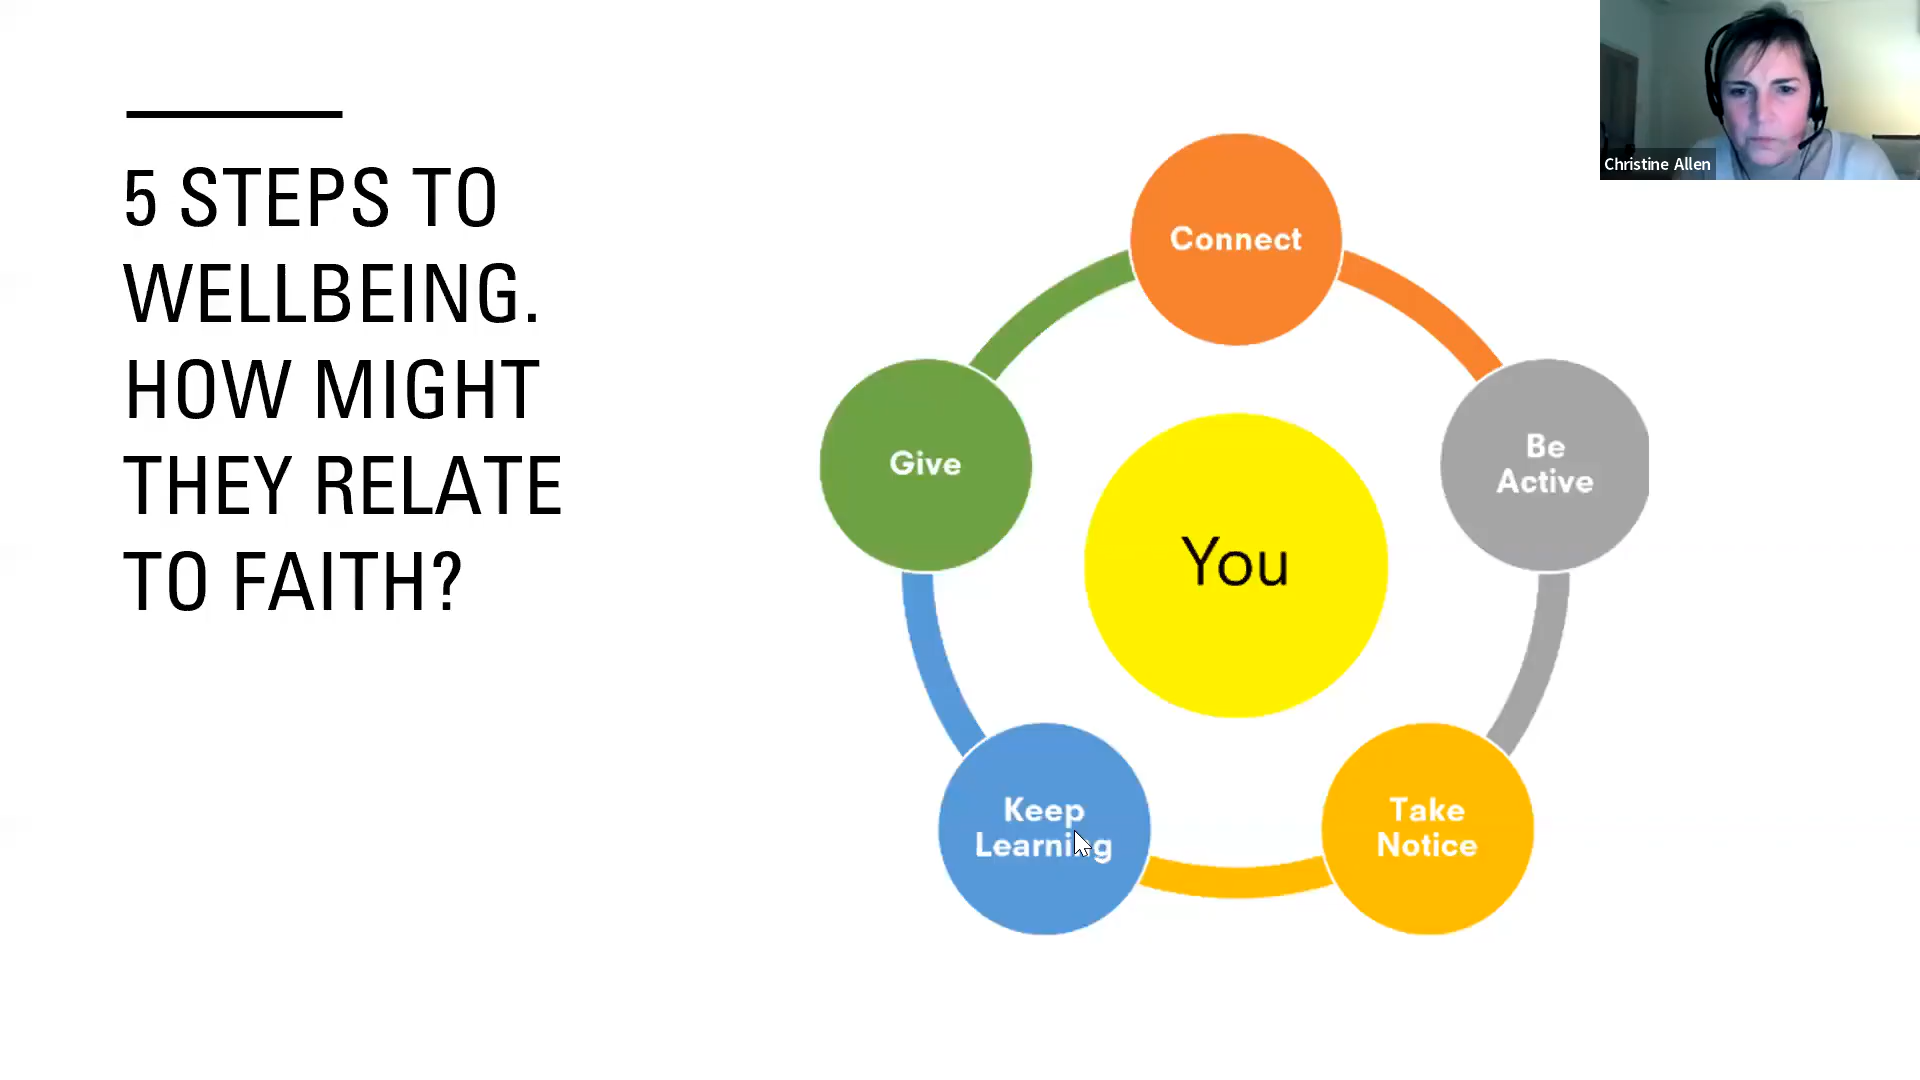 5 STEPS TO
WELLBEING.
HOW MIGHT
THEY RELATE
TO FAITH?
Connect
Be
Active
Take
Notice
Keep
Learning
Give
You
Christine Allen